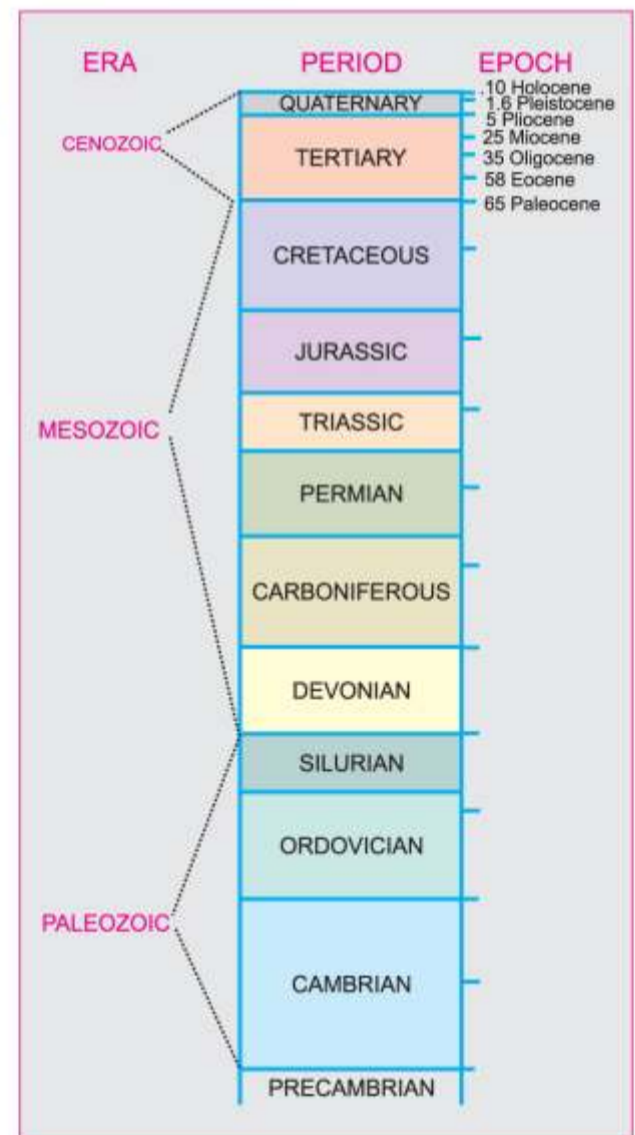 ERA PERIOD EPOCH
.10 Holocene
QUATERNARY 1.6 Pleistocene
5 Pliocene
CENOZOIC 25 Miocene
TERTIARY 35 Oligocene
58 Eocene
65 Paleocene
CRETACEOUS
JURASSIC
TRIASSIC
MESOZOIC
PERMIAN
CARBONIFEROUS
DEVONIAN
SILURIAN
ORDOVICIAN
PALEOZOIC
CAMBRIAN
PRECAMBRIAN